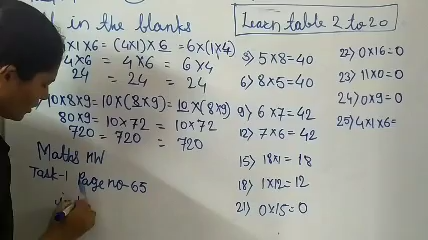 in the blanks
x1x6= (4x1)x 6 = 6x(1x4)
4x6 = 4x6 = 6x4
24 = 24 = 24
10x8x9= 10x(8x9)= 10x(8x9)
80x9= 10x72 = 10x72
720 = 720 = 720
Maths HW
Task-1 Page no-65
Learn table 2 to 20
5x8=40
6) 8x5=40
9) 6x7=42
12) 7x6=42
15) 18x1= 18
18) 1x12=12
21) 0x15=0
22) 0x16=0
23) 11x0=0
24) 0x9=0
25) 4x1x6=